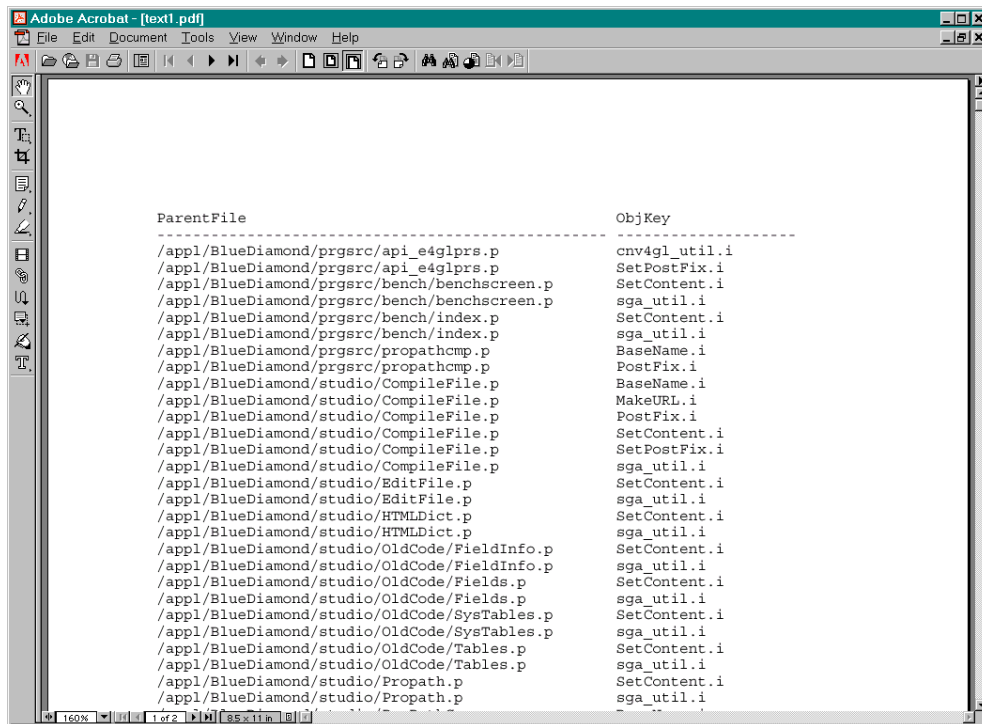 Adobe Acrobat - [text1.pdf]
File Edit Document Tools View Window Help
ParentFile ObjKey
-------------------------------------------------- --------------------
/appl/BlueDiamond/prgsrc/api_e4glprs.p cnv4gl_util.i
/appl/BlueDiamond/prgsrc/api_e4glprs.p SetPostFix.i
/appl/BlueDiamond/prgsrc/bench/benchscreen.p SetContent.i
/appl/BlueDiamond/prgsrc/bench/benchscreen.p sga_util.i
/appl/BlueDiamond/prgsrc/bench/index.p SetContent.i
/appl/BlueDiamond/prgsrc/bench/index.p sga_util.i
/appl/BlueDiamond/prgsrc/propathcmp.p BaseName.i
/appl/BlueDiamond/prgsrc/propathcmp.p PostFix.i
/appl/BlueDiamond/studio/CompileFile.p BaseName.i
/appl/BlueDiamond/studio/CompileFile.p MakeURL.i
/appl/BlueDiamond/studio/CompileFile.p PostFix.i
/appl/BlueDiamond/studio/CompileFile.p SetContent.i
/appl/BlueDiamond/studio/CompileFile.p SetPostFix.i
/appl/BlueDiamond/studio/CompileFile.p sga_util.i
/appl/BlueDiamond/studio/EditFile.p SetContent.i
/appl/BlueDiamond/studio/EditFile.p sga_util.i
/appl/BlueDiamond/studio/HTMLDict.p SetContent.i
/appl/BlueDiamond/studio/HTMLDict.p sga_util.i
/appl/BlueDiamond/studio/OldCode/FieldInfo.p SetContent.i
/appl/BlueDiamond/studio/OldCode/FieldInfo.p sga_util.i
/appl/BlueDiamond/studio/OldCode/Fields.p SetContent.i
/appl/BlueDiamond/studio/OldCode/Fields.p sga_util.i
/appl/BlueDiamond/studio/OldCode/SysTables.p SetContent.i
/appl/BlueDiamond/studio/OldCode/SysTables.p sga_util.i
/appl/BlueDiamond/studio/OldCode/Tables.p SetContent.i
/appl/BlueDiamond/studio/OldCode/Tables.p sga_util.i
/appl/BlueDiamond/studio/Propath.p SetContent.i
/appl/BlueDiamond/studio/Propath.p sga_util.i
160% 1 of 2 8.5 x 11 in